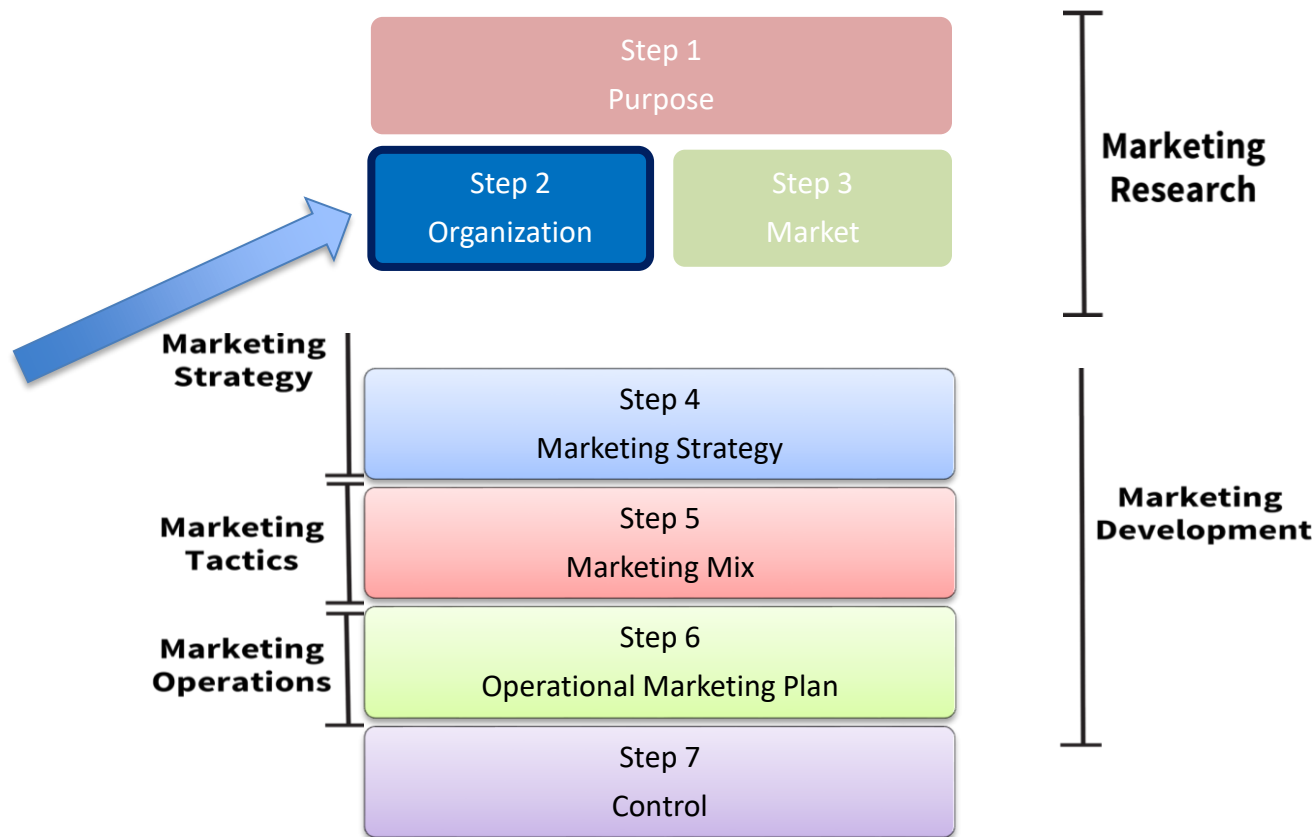 Step 1
Purpose
Step 2
Organization
Step 3
Market
Marketing
Research
Marketing
Strategy
Step 4
Marketing Strategy
Marketing
Tactics
Step 5
Marketing Mix
Marketing
Development
Marketing
Operations
Step 6
Operational Marketing Plan
Step 7
Control